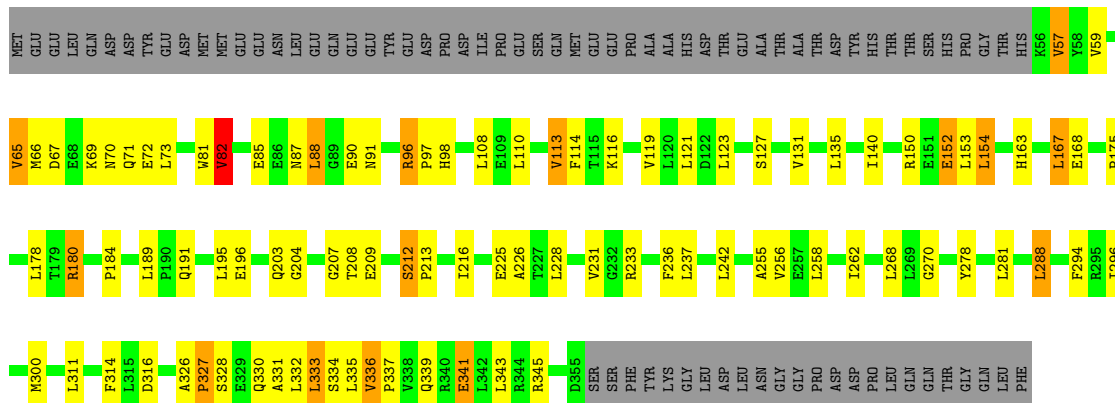 MET GLU GLU LEU GLN ASP ASP TYR GLU ASP MET MET GLU GLU ASN LEU GLU GLN GLU GLU TYR GLU ASP PRO ASP ILE PRO GLU SER GLN MET GLU GLU PRO ALA ALA HIS ASP THR GLU ALA THR ALA THR ASP TYR HIS THR THR SER HIS PRO GLY THR HIS K56 V57 Y58 V59
V65 M66 D67 E68 K69 N70 Q71 E72 L73 W81 V82 E85 E86 N87 L88 G89 E90 N91 R96 P97 H98 L108 E109 L110 V113 F114 T115 K116 V119 L120 L121 D122 L123 S127 V131 L135 I140 R150 E151 E152 L153 L154 H163 L167 E168
L178 T179 R180 P184 L189 P190 Q191 L195 E196 Q203 G204 G207 T208 E209 S212 P213 I216 E225 A226 T227 L228 V231 G232 R233 F236 L237 L242 A255 V256 E257 L258 I262 L268 L269 G270 Y278 L281 L288 F294 R295
M300 L311 F314 L315 D316 A326 P327 S328 E329 Q330 A331 L332 L333 S334 L335 V336 P337 V338 Q339 R340 E341 L342 L343 R344 R345 D355 SER SER PHE TYR LYS GLY LEU ASP LEU ASN GLY GLY PRO ASP ASP PRO LEU GLN GLN THR GLY GLN LEU PHE